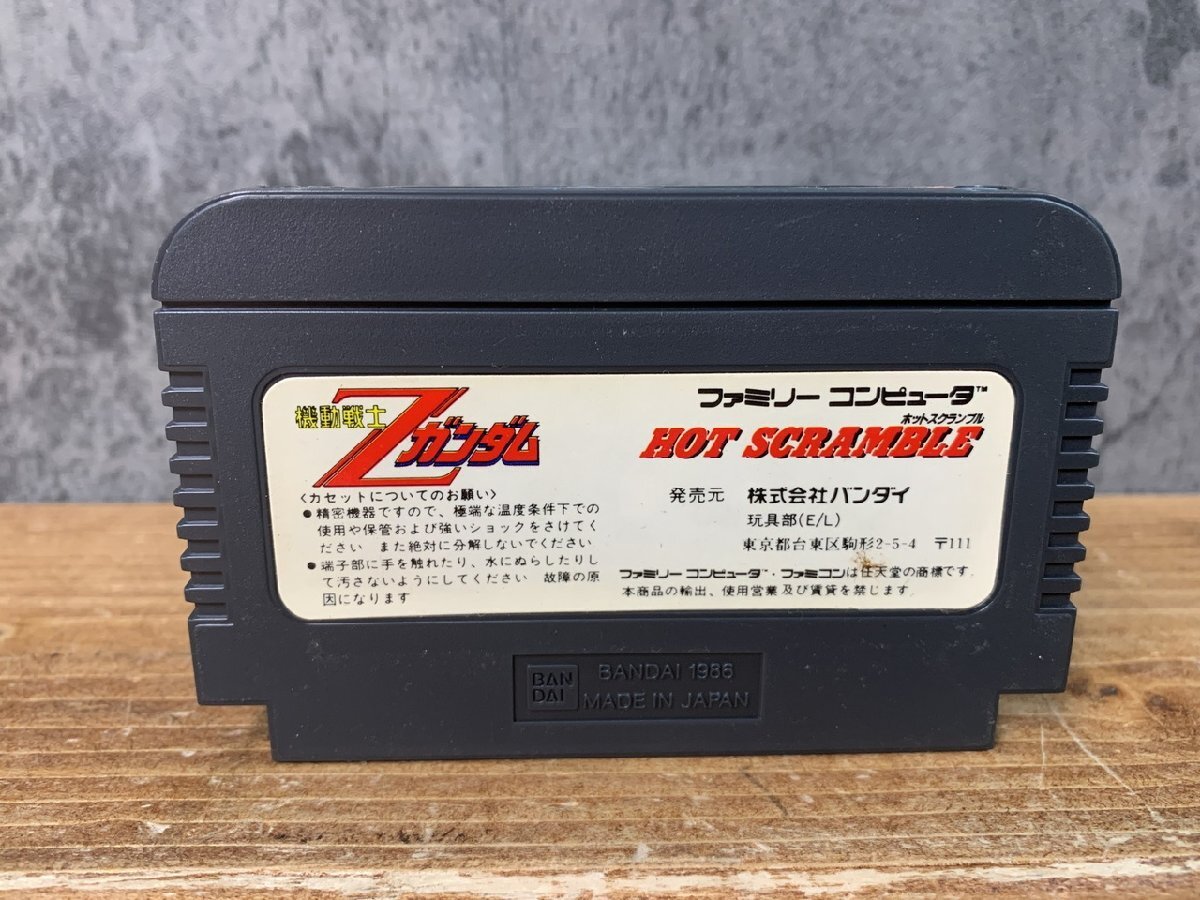 機動戦士Zガンダム
〈カセットについてのお願い〉
●精密機器ですので、極端な温度条件下での
使用や保管および強いショックをさけてく
ださい また絶対に分解しないでください
●端子部に手を触れたり、水にぬらしたりし
て汚さないようにしてください 故障の原
因になります
ファミリー コンピュータ™
ホットスクランブル
HOT SCRAMBLE
発売元 株式会社バンダイ
玩具部(E/L)
東京都台東区駒形2-5-4 〒111
ファミリー コンピュータ™・ファミコンは任天堂の商標です。
本商品の輸出、使用営業及び賃貸を禁じます。
BAN
DAI
BANDAI 1986
MADE IN JAPAN